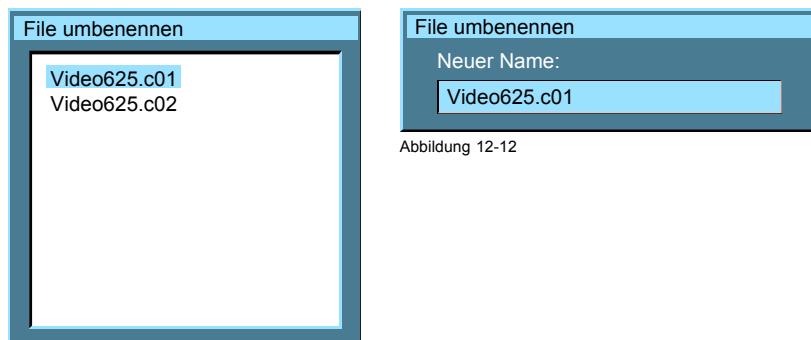 File umbenennen
Video625.c01
Video625.c02
File umbenennen
Neuer Name:
Video625.c01
Abbildung 12-12